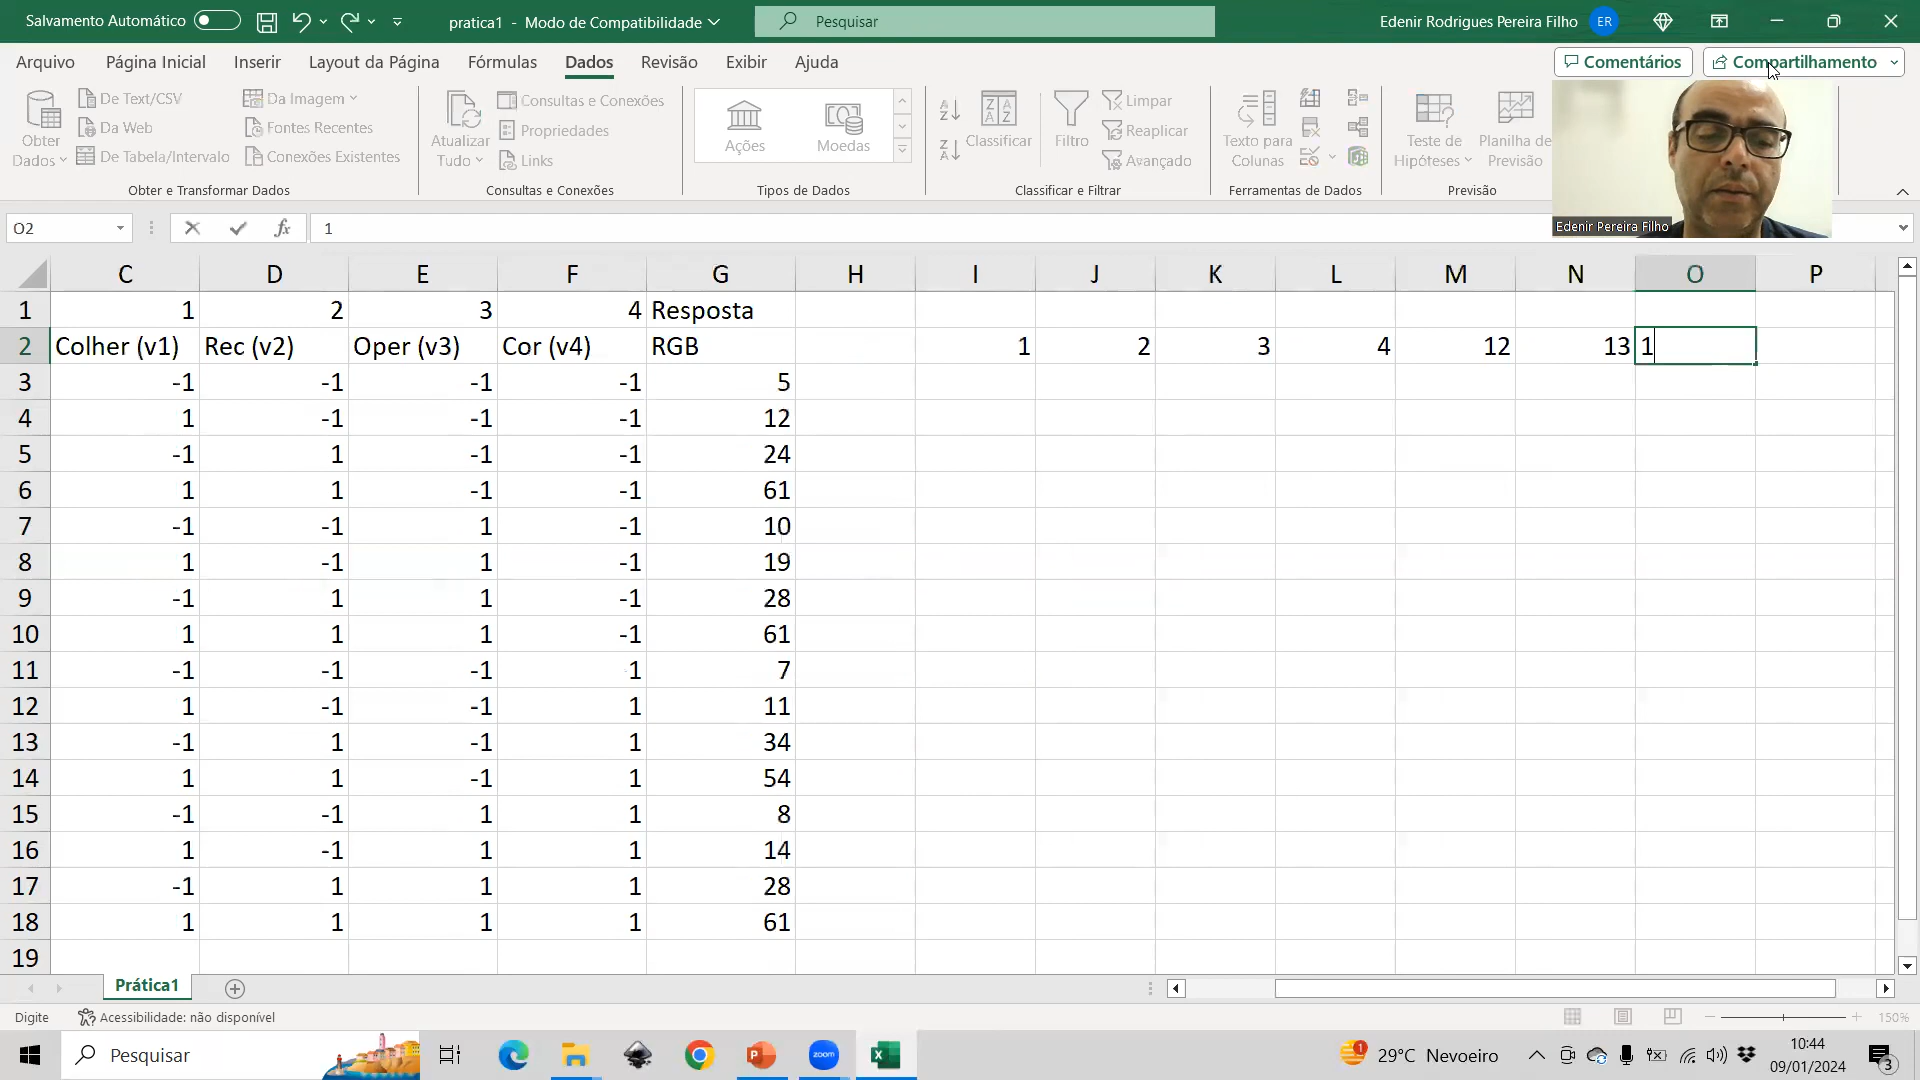 Salvamento Automático
pratica1 - Modo de Compatibilidade
Pesquisar
Edenir Rodrigues Pereira Filho ER
Arquivo Página Inicial Inserir Layout da Página Fórmulas Dados Revisão Exibir Ajuda
Comentários Compartilhamento
Obter Dados
De Text/CSV
Da Web
De Tabela/Intervalo
Da Imagem
Fontes Recentes
Conexões Existentes
Atualizar Tudo
Consultas e Conexões
Propriedades
Links
Ações Moedas
Classificar
Filtro
Limpar
Reaplicar
Avançado
Texto para Colunas
Teste de Hipóteses
Planilha de Previsão
Obter e Transformar Dados Consultas e Conexões Tipos de Dados Classificar e Filtrar Ferramentas de Dados Previsão
Edenir Pereira Filho
O2 fx 1
C D E F G H I J K L M N O P
1 1 2 3 4 Resposta
2 Colher (v1) Rec (v2) Oper (v3) Cor (v4) RGB 1 2 3 4 12 13 1
3 -1 -1 -1 -1 5
4 1 -1 -1 -1 12
5 -1 1 -1 -1 24
6 1 1 -1 -1 61
7 -1 -1 1 -1 10
8 1 -1 1 -1 19
9 -1 1 1 -1 28
10 1 1 1 -1 61
11 -1 -1 -1 1 7
12 1 -1 -1 1 11
13 -1 1 -1 1 34
14 1 1 -1 1 54
15 -1 -1 1 1 8
16 1 -1 1 1 14
17 -1 1 1 1 28
18 1 1 1 1 61
19
Prática1
Digite Acessibilidade: não disponível 150%
Pesquisar
zoom
1 29°C Nevoeiro
10:44
09/01/2024
3